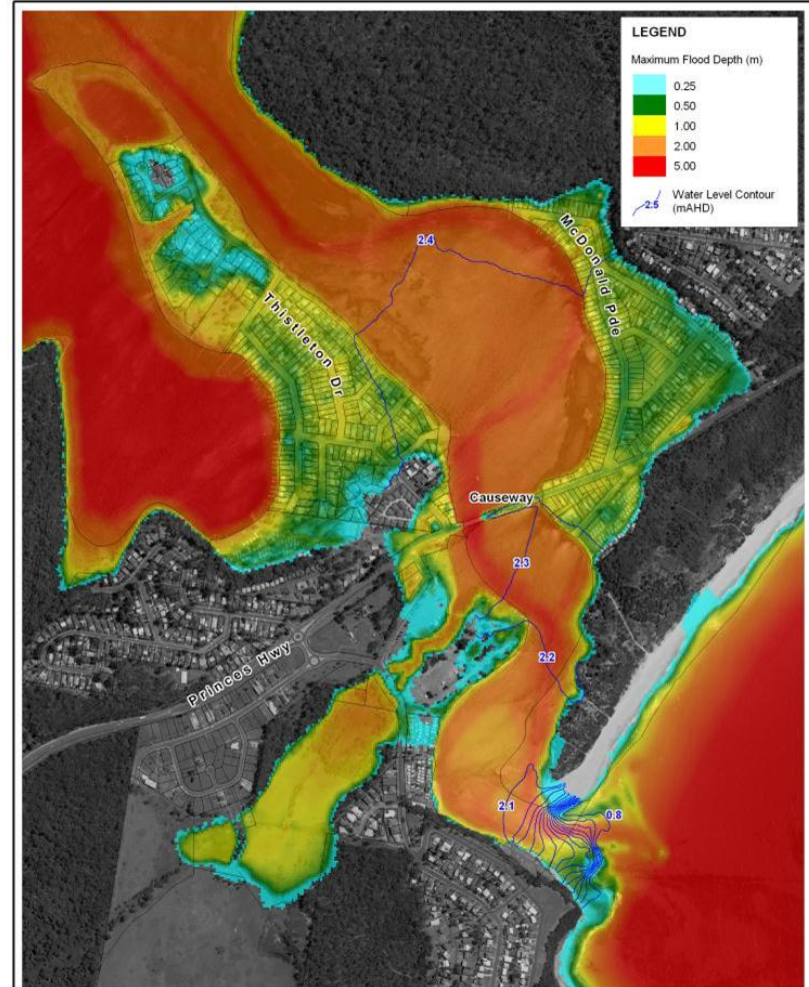 LEGEND
Maximum Flood Depth (m)
0.25
0.50
1.00
2.00
5.00
2.5
Water Level Contour
(mAHD)
McDonald Pde
2.4
Thistleton Dr
Causeway
2.3
2.2
Princes Hwy
2.1
0.8